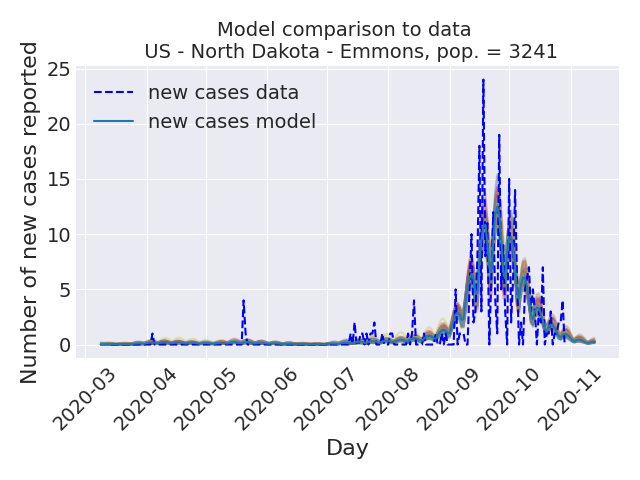 Model comparison to data
US - North Dakota - Emmons, pop. = 3241
Number of new cases reported
25
20
15
10
5
0
new cases data
new cases model
2020-03
2020-04
2020-05
2020-06
2020-07
2020-08
2020-09
2020-10
2020-11
Day